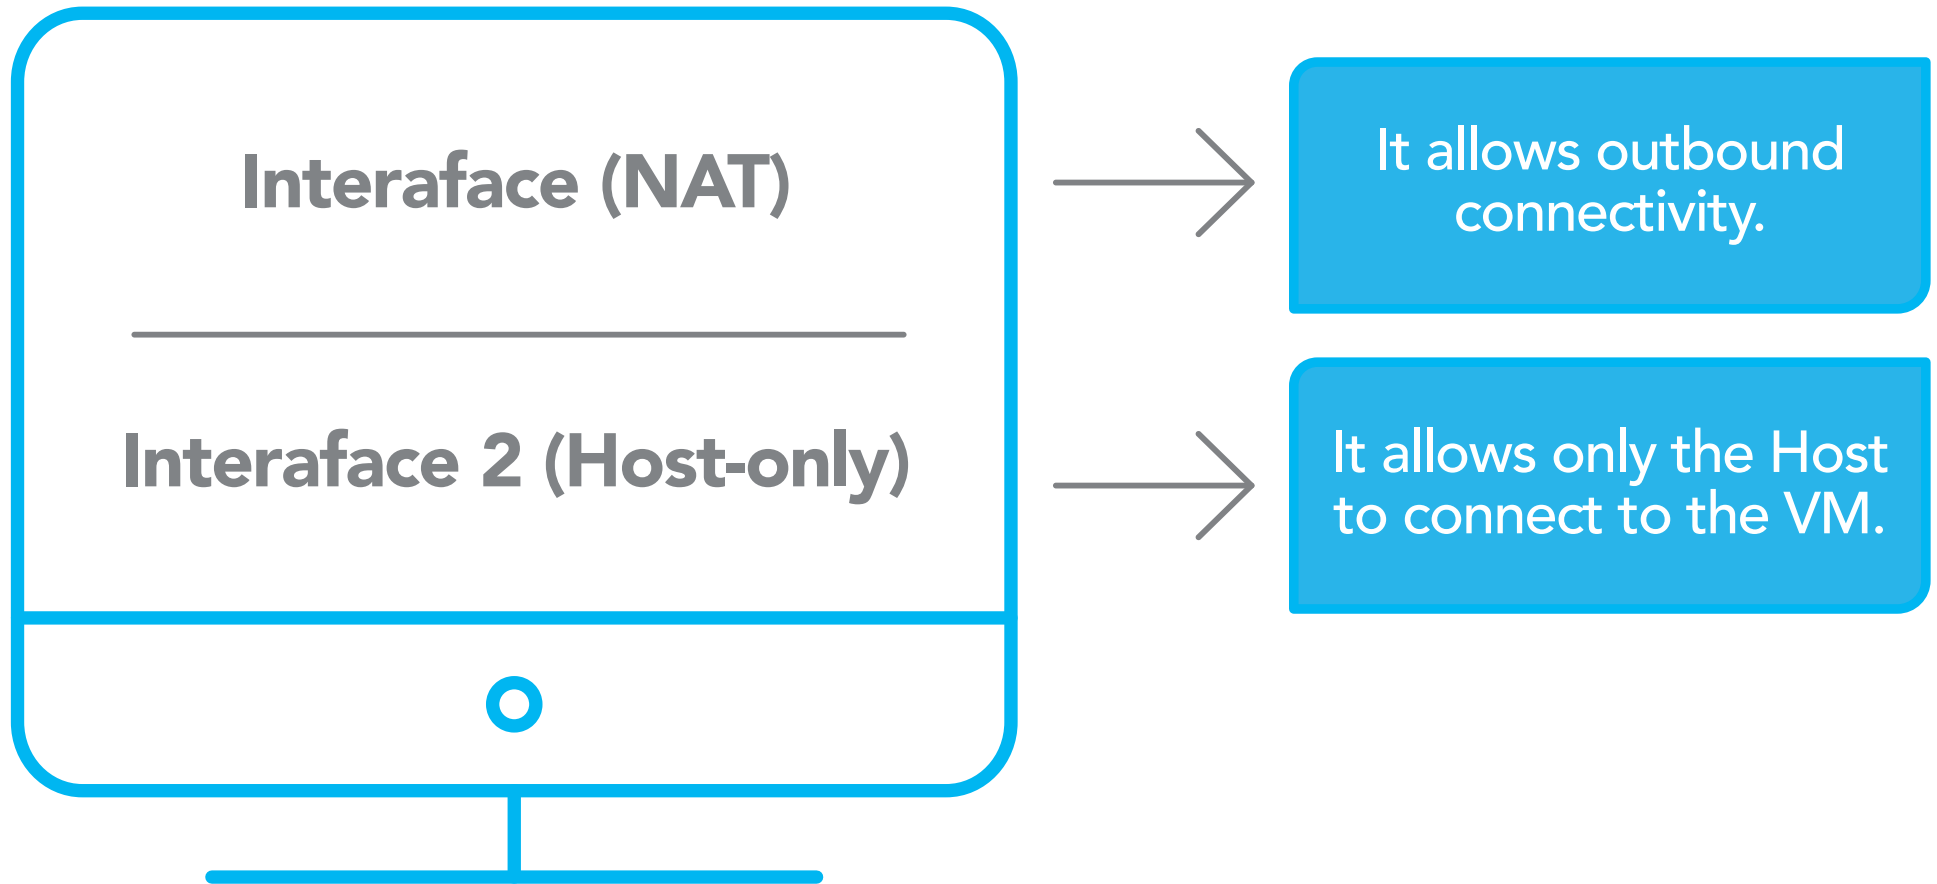 Interaface (NAT)
It allows outbound
connectivity.
Interaface 2 (Host-only)
It allows only the Host
to connect to the VM.